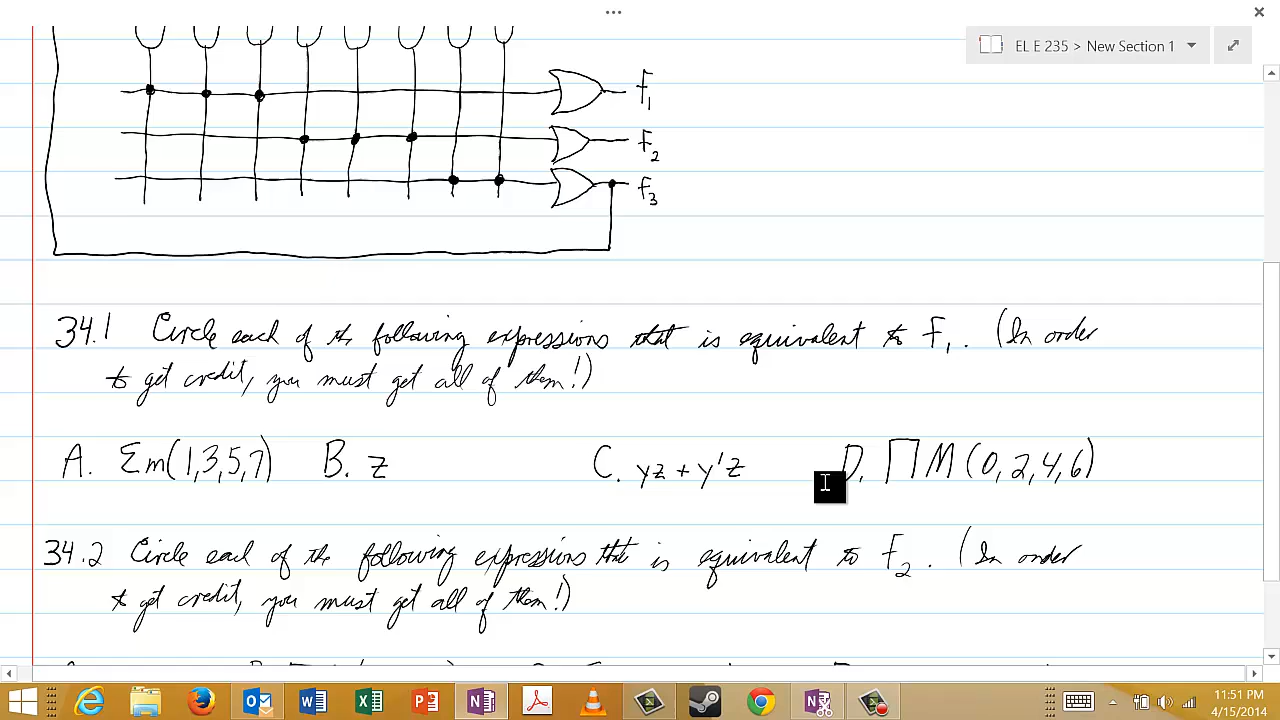 EL E 235 > New Section 1
F1
F2
F3
34.1 Circle each of the following expressions that is equivalent to F1. (In order
to get credit, you must get all of them!)
A. Σm(1,3,5,7) B. z C. yz + y'z D. ΠM(0,2,4,6)
34.2 Circle each of the following expressions that is equivalent to F2. (In order
to get credit, you must get all of them!)
11:51 PM
4/15/2014